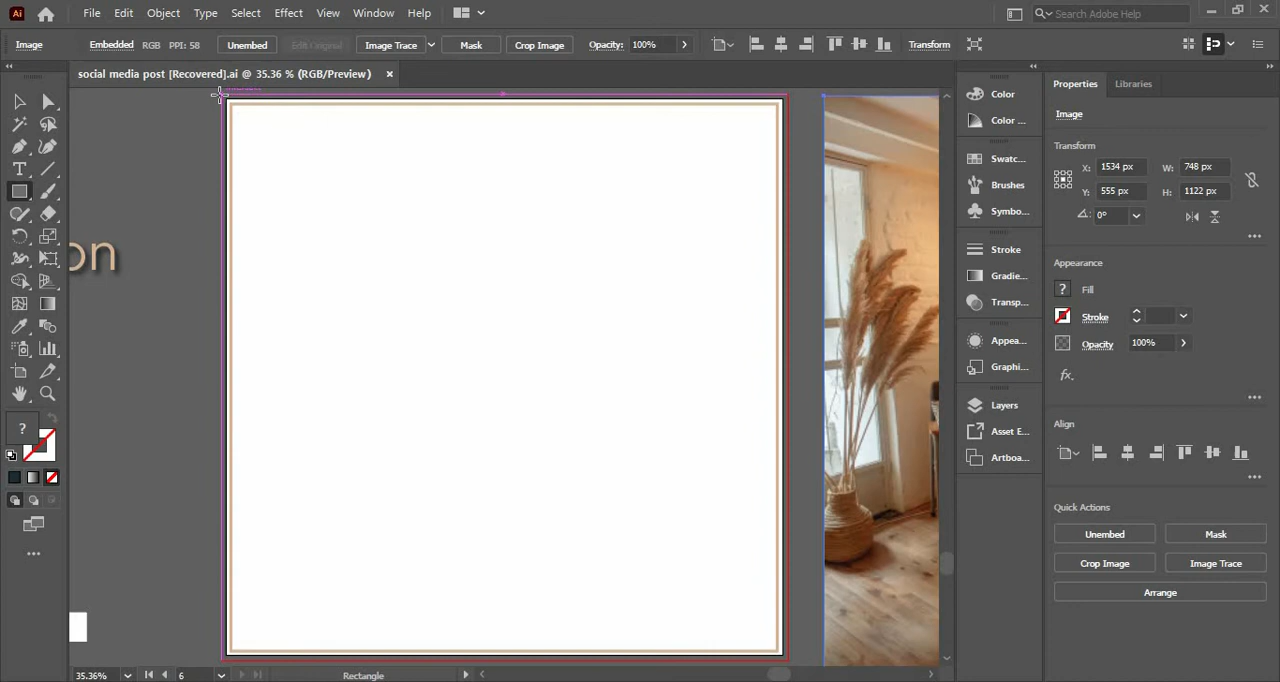 Ai File Edit Object Type Select Effect View Window Help Search Adobe Help
Image Embedded RGB PPI: 58 Unembed Edit Original Image Trace Mask Crop Image Opacity: 100% Transform
social media post [Recovered].ai @ 35.36 % (RGB/Preview) ×
Properties Libraries
Color
Color ...
Swatc...
Brushes
Symbo...
Stroke
Gradie...
Transp...
Appea...
Graphi...
Layers
Asset E...
Artboa...
Image
Transform
X: 1534 px W: 748 px
Y: 555 px H: 1122 px
0°
Appearance
? Fill
Stroke
Opacity 100%
fx.
Align
Quick Actions
Unembed Mask
Crop Image Image Trace
Arrange
on
?
35.36% 6 Rectangle